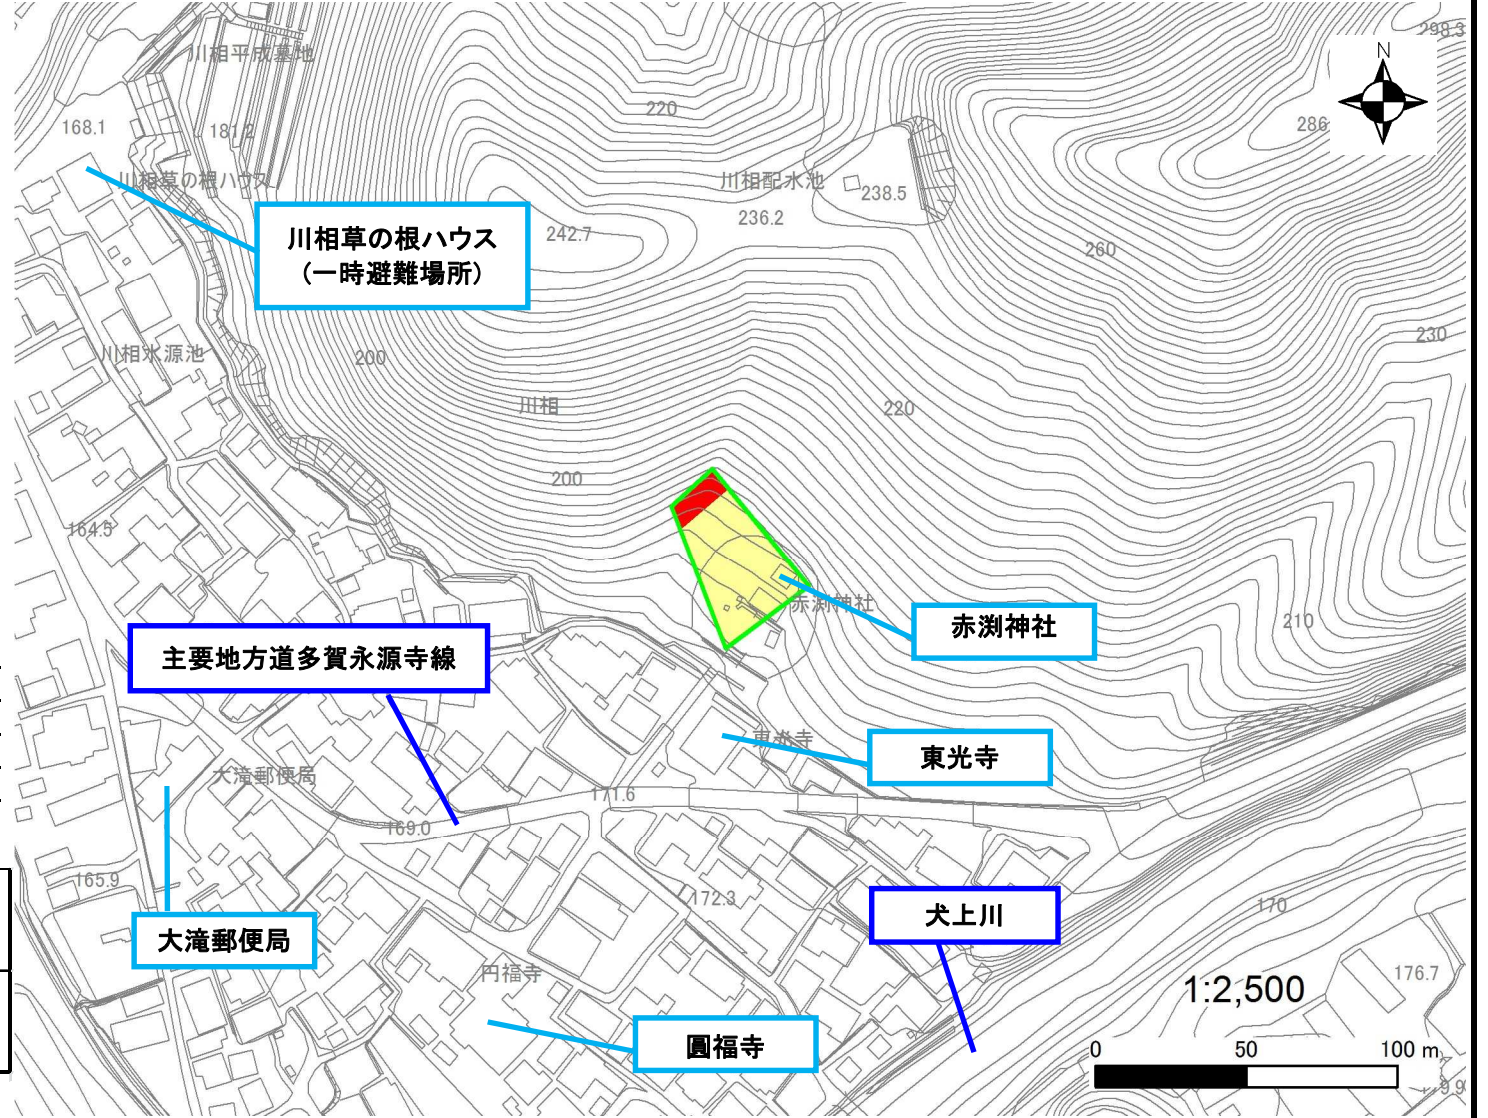 298.3
川相平成墓地
N
220
168.1
181.2
286
川相草の根ハウス
川相配水池
238.5
236.2
川相草の根ハウス
(一時避難場所)
242.7
260
230
川相水源池
200
川相
220
200
164.5
赤渕神社
赤渕神社
210
主要地方道多賀永源寺線
東光寺
東光寺
大滝郵便局
171.6
169.0
165.9
172.3
170
犬上川
大滝郵便局
円福寺
176.7
1:2,500
圓福寺
0 50 100 m